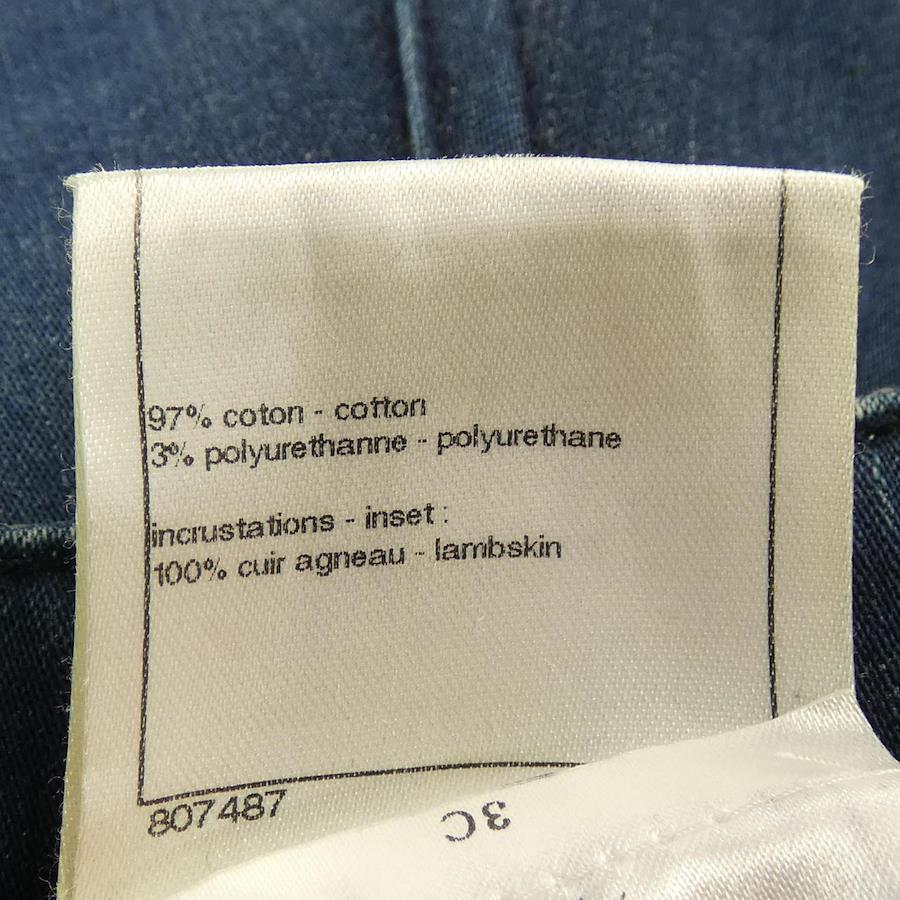 97% coton - cotton
3% polyurethanne - polyurethane
incrustations - inset :
100% cuir agneau - lambskin
807487
3C